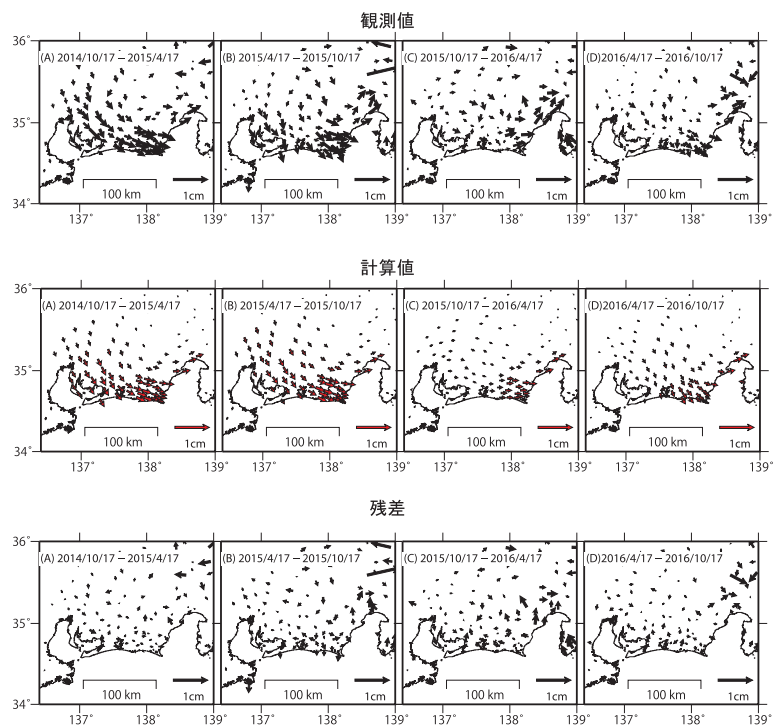 観測値
36˚
(A) 2014/10/17 − 2015/4/17
(B) 2015/4/17 − 2015/10/17
(C) 2015/10/17 − 2016/4/17
(D)2016/4/17 − 2016/10/17
35˚
100 km
1cm
100 km
1cm
100 km
1cm
100 km
1cm
34˚
137˚ 138˚ 139˚ 137˚ 138˚ 139˚ 137˚ 138˚ 139˚ 137˚ 138˚ 139˚
計算値
36˚
(A) 2014/10/17 − 2015/4/17
(B) 2015/4/17 − 2015/10/17
(C) 2015/10/17 − 2016/4/17
(D)2016/4/17 − 2016/10/17
35˚
100 km
1cm
100 km
1cm
100 km
1cm
100 km
1cm
34˚
137˚ 138˚ 139˚ 137˚ 138˚ 139˚ 137˚ 138˚ 139˚ 137˚ 138˚ 139˚
残差
36˚
(A) 2014/10/17 − 2015/4/17
(B) 2015/4/17 − 2015/10/17
(C) 2015/10/17 − 2016/4/17
(D)2016/4/17 − 2016/10/17
35˚
100 km
1cm
100 km
1cm
100 km
1cm
100 km
1cm
34˚
137˚ 138˚ 139˚ 137˚ 138˚ 139˚ 137˚ 138˚ 139˚ 137˚ 138˚ 139˚